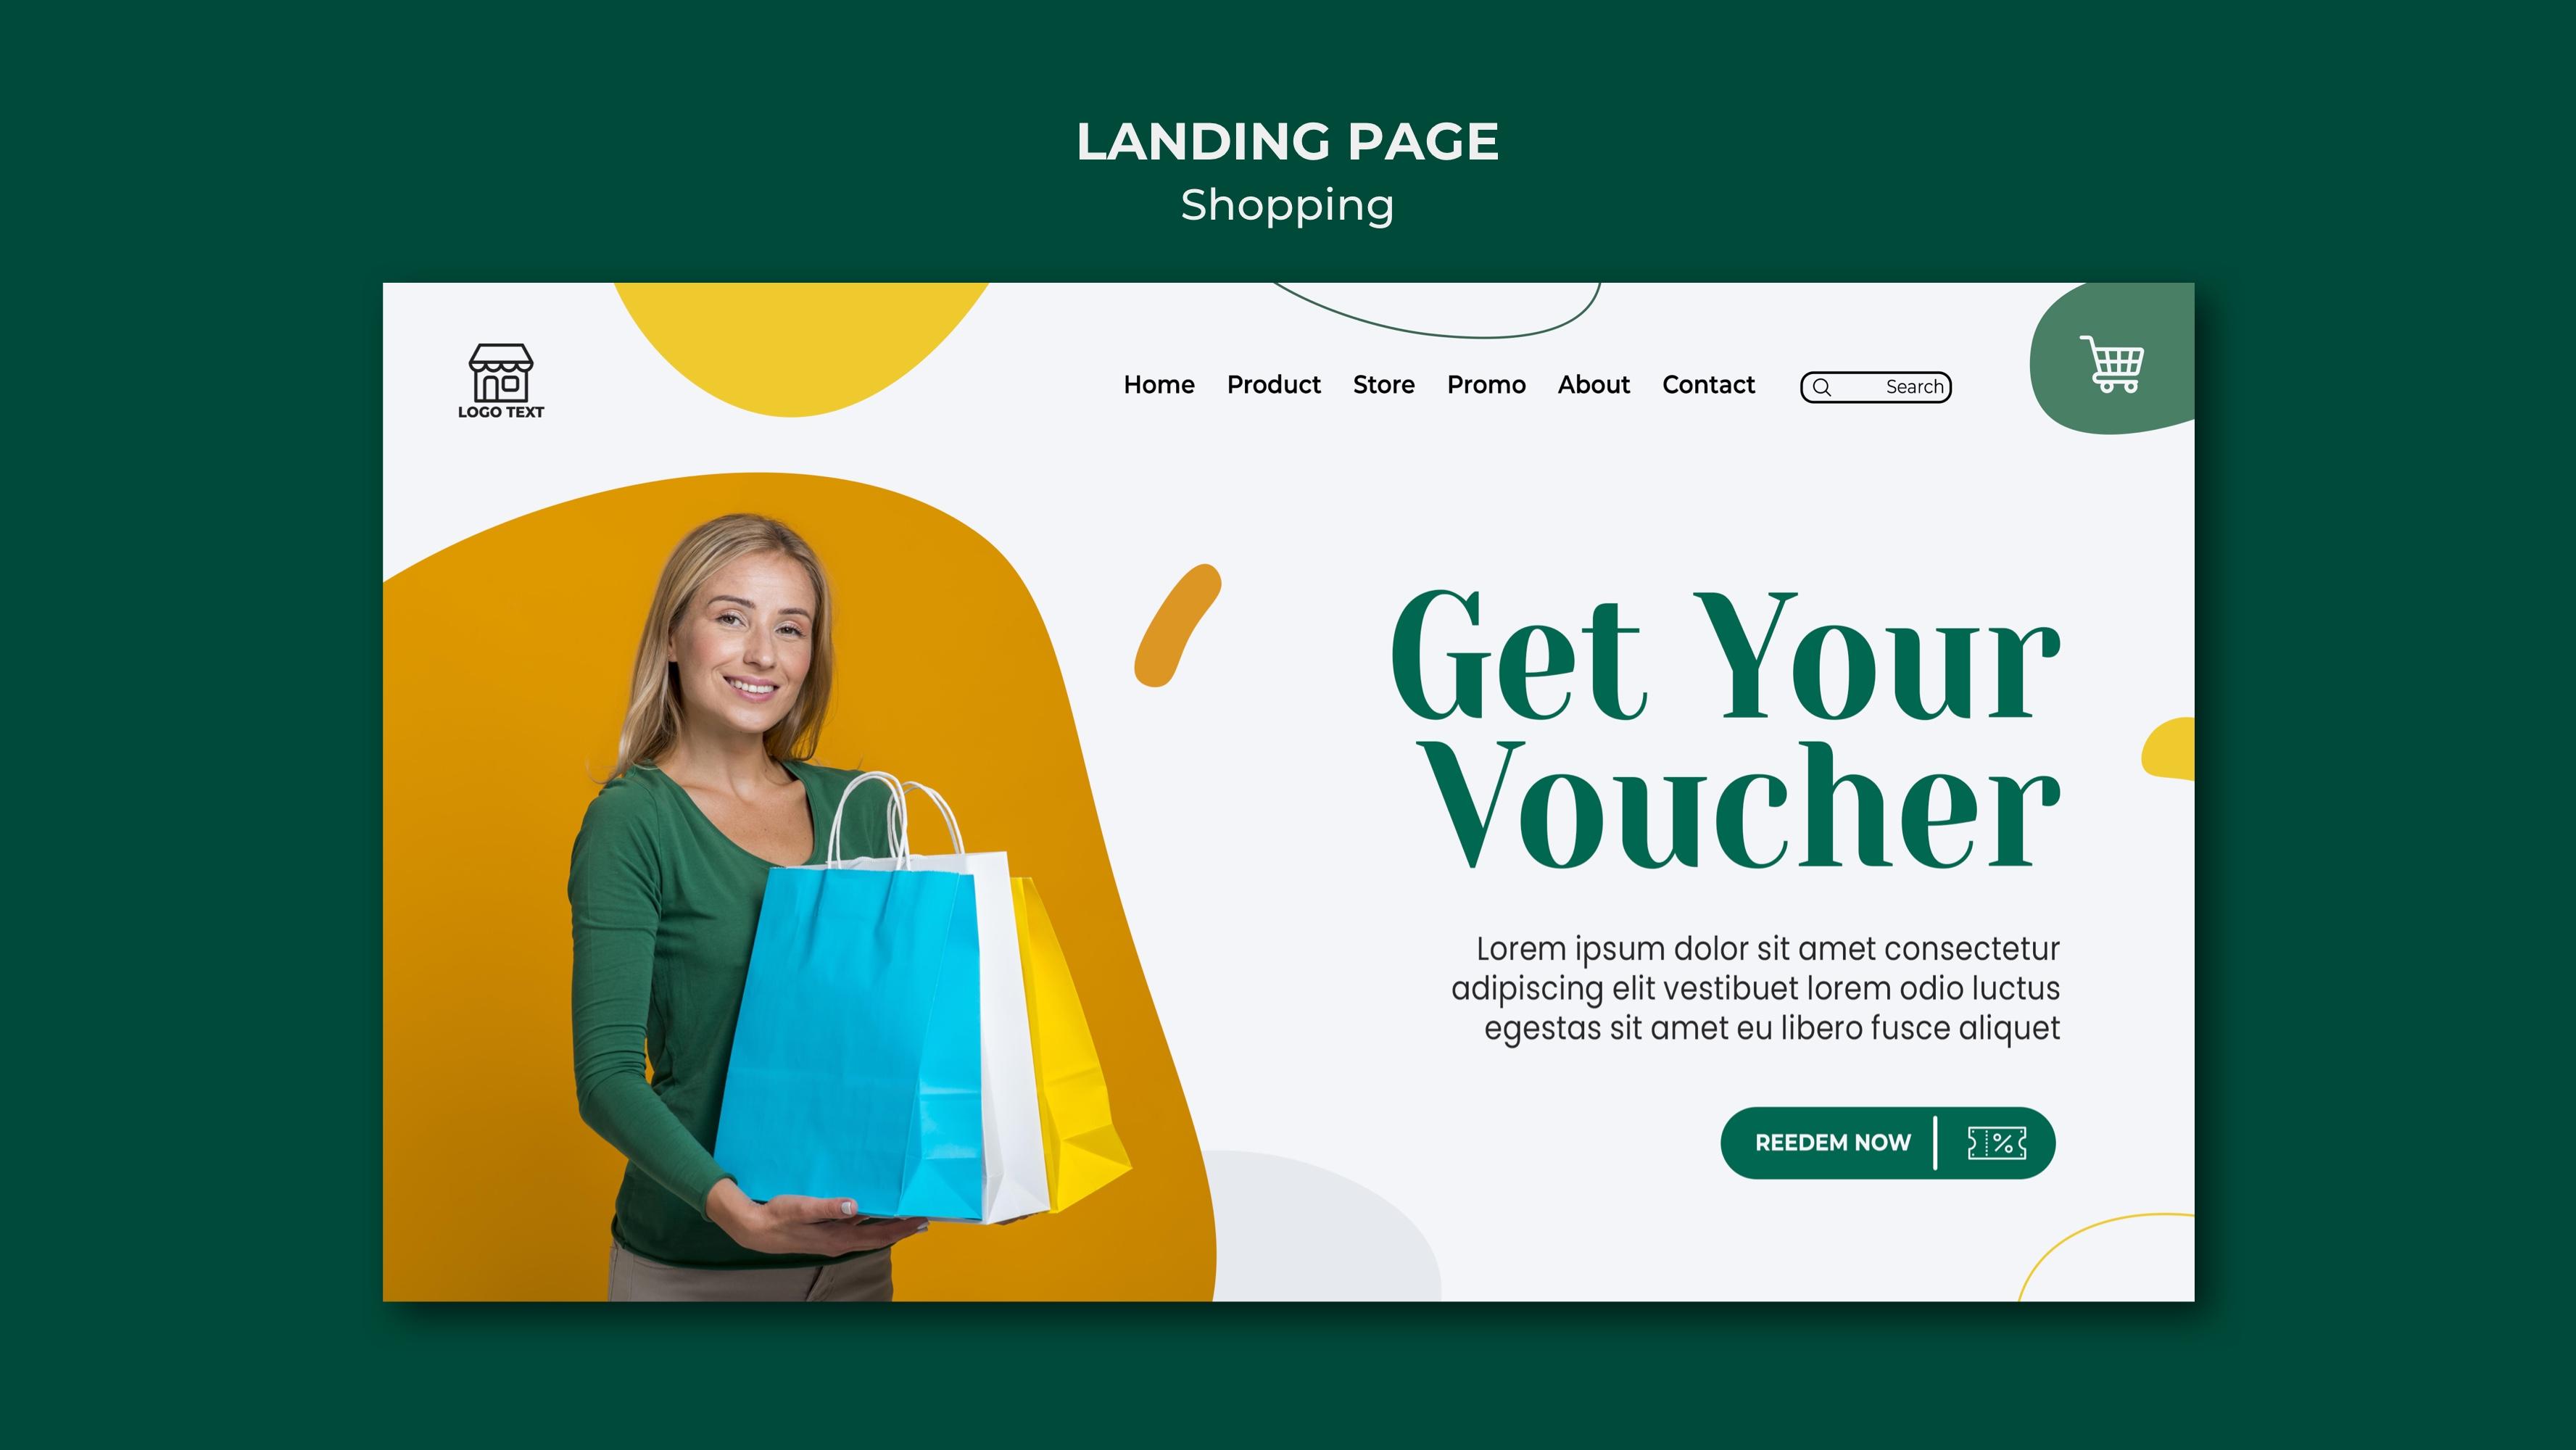 LANDING PAGE
Shopping
LOGO TEXT
Home Product Store Promo About Contact Search
Get Your
Voucher
Lorem ipsum dolor sit amet consectetur
adipiscing elit vestibuet lorem odio luctus
egestas sit amet eu libero fusce aliquet
REEDEM NOW
%